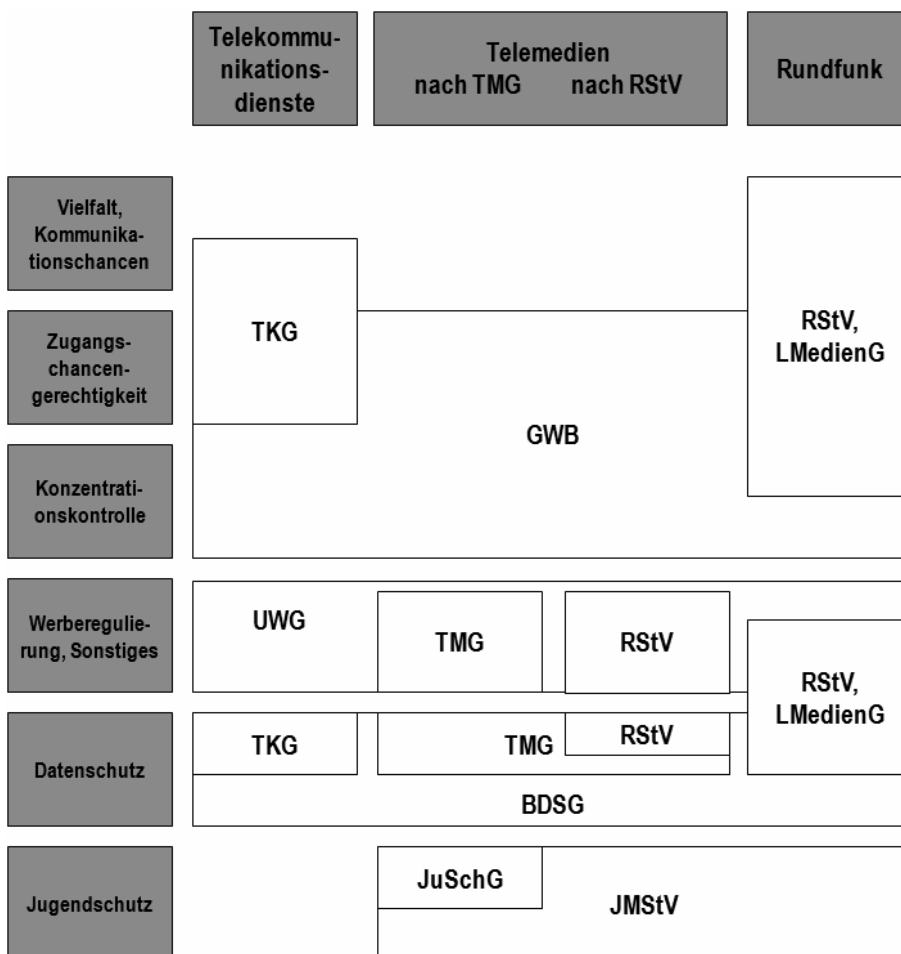 Telekommu-
nikations-
dienste
Telemedien
nach TMG nach RStV
Rundfunk
Vielfalt,
Kommunika-
tionschancen
TKG
RStV,
LMedienG
Zugangs-
chancen-
gerechtigkeit
GWB
Konzentrati-
onskontrolle
Werberegulie-
rung, Sonstiges
UWG
TMG
RStV
RStV,
LMedienG
Datenschutz
TKG
TMG
RStV
BDSG
Jugendschutz
JuSchG
JMStV